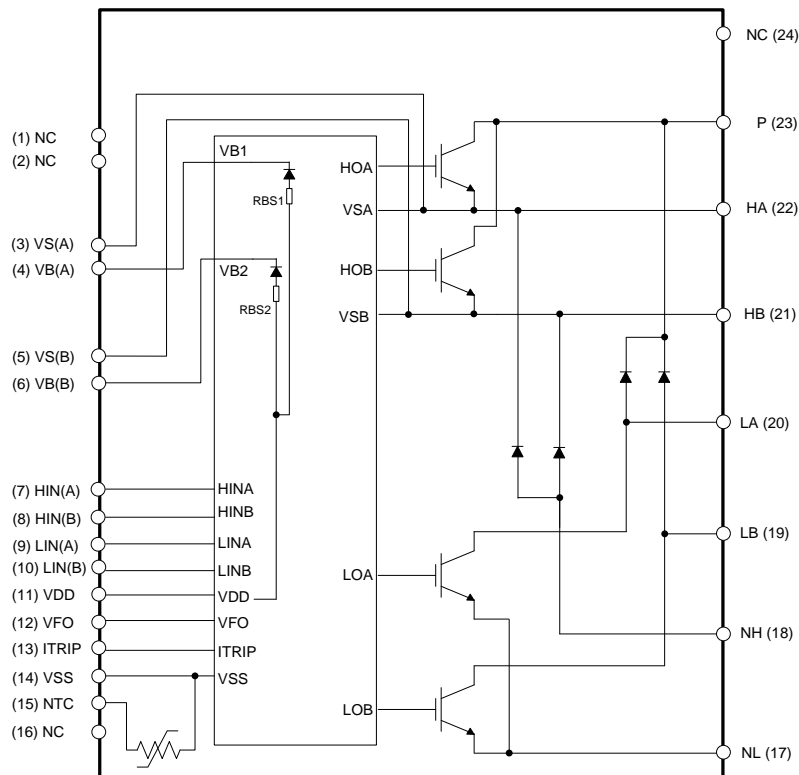 NC (24)
(1) NC
(2) NC
(3) VS(A)
(4) VB(A)
(5) VS(B)
(6) VB(B)
(7) HIN(A)
(8) HIN(B)
(9) LIN(A)
(10) LIN(B)
(11) VDD
(12) VFO
(13) ITRIP
(14) VSS
(15) NTC
(16) NC
VB1
RBS1
VB2
RBS2
HINA
HINB
LINA
LINB
VDD
VFO
ITRIP
VSS
HOA
VSA
HOB
VSB
LOA
LOB
P (23)
HA (22)
HB (21)
LA (20)
LB (19)
NH (18)
NL (17)